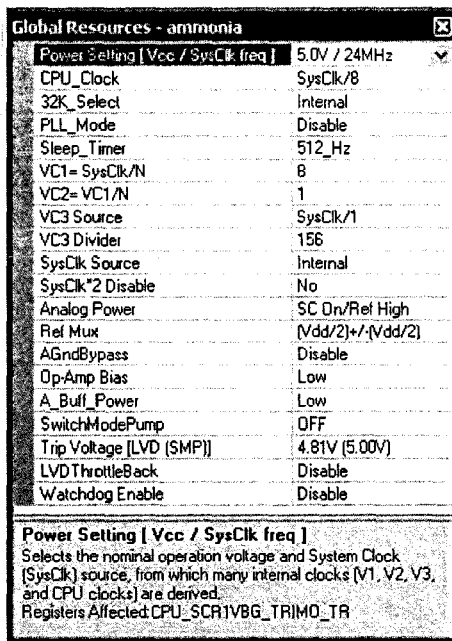 Global Resources - ammonia
Power Setting [ Vcc / SysClk freq ] 5.0V / 24MHz
CPU_Clock SysClk/8
32K_Select Internal
PLL_Mode Disable
Sleep_Timer 512_Hz
VC1= SysClk/N 8
VC2= VC1/N 1
VC3 Source SysClk/1
VC3 Divider 156
SysClk Source Internal
SysClk*2 Disable No
Analog Power SC On/Ref High
Ref Mux (Vdd/2)+/-(Vdd/2)
AGndBypass Disable
Op-Amp Bias Low
A_Buff_Power Low
SwitchModePump OFF
Trip Voltage [LVD (SMP)] 4.81V (5.00V)
LVDThrottleBack Disable
Watchdog Enable Disable
Power Setting [ Vcc / SysClk freq ]
Selects the nominal operation voltage and System Clock
(SysClk) source, from which many internal clocks (V1, V2, V3,
and CPU clocks) are derived.
Registers Affected:CPU_SCR1VBG_TRIMO_TR